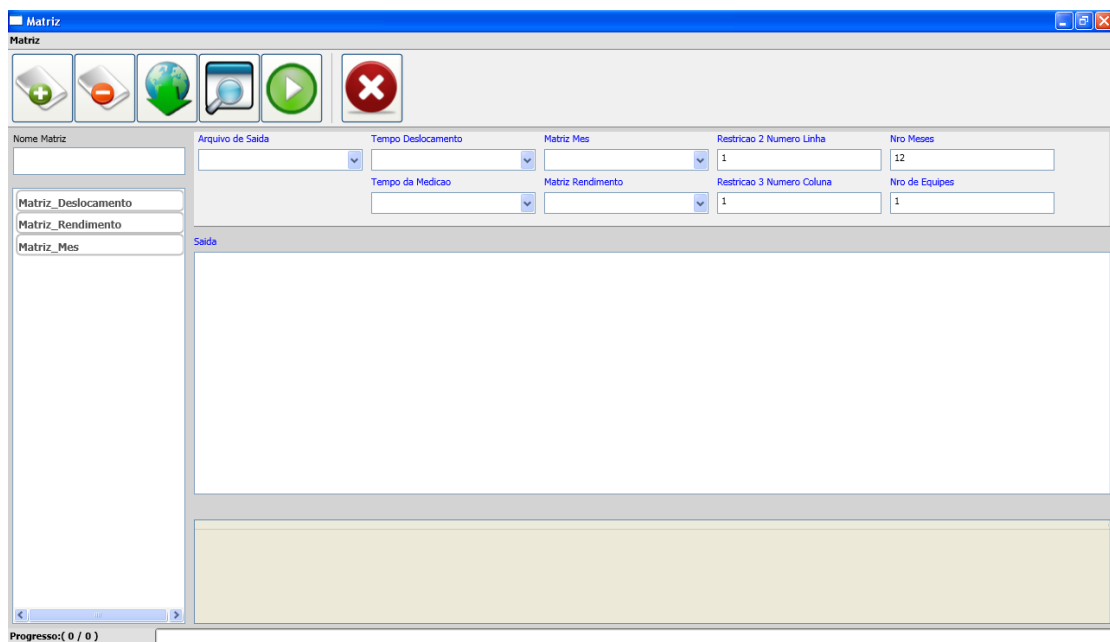 Matriz
Matriz
Nome Matriz
Arquivo de Saida
Tempo Deslocamento
Matriz Mes
Restricao 2 Numero Linha
Nro Meses
1
12
Tempo da Medicao
Matriz Rendimento
Restricao 3 Numero Coluna
Nro de Equipes
1
1
Matriz_Deslocamento
Matriz_Rendimento
Matriz_Mes
Saida
Progresso:( 0 / 0 )